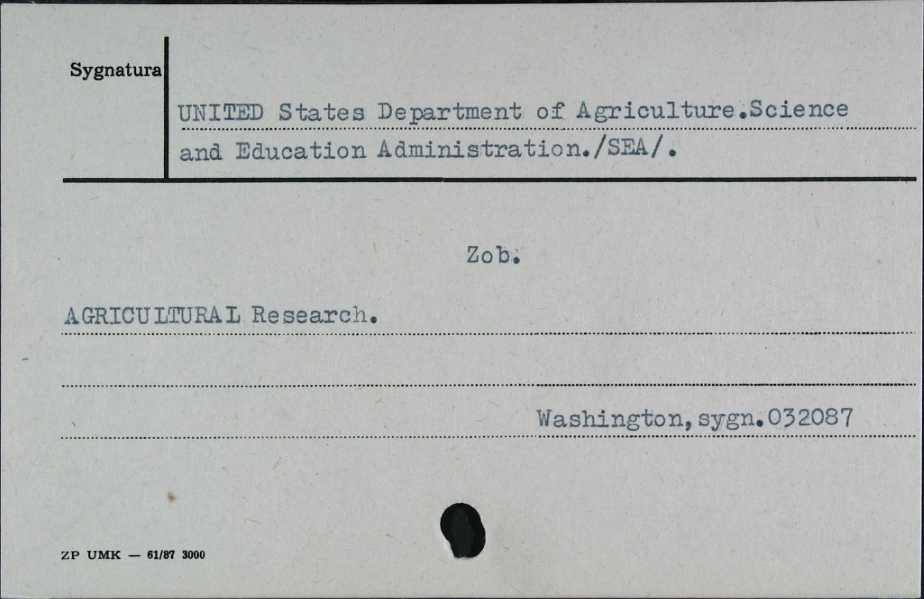 Sygnatura
UNITED States Department of Agriculture.Science
and Education Administration./SEA/.
Zob.
AGRICULTURAL Research.
Washington,sygn.032087
ZP UMK — 61/87 3000